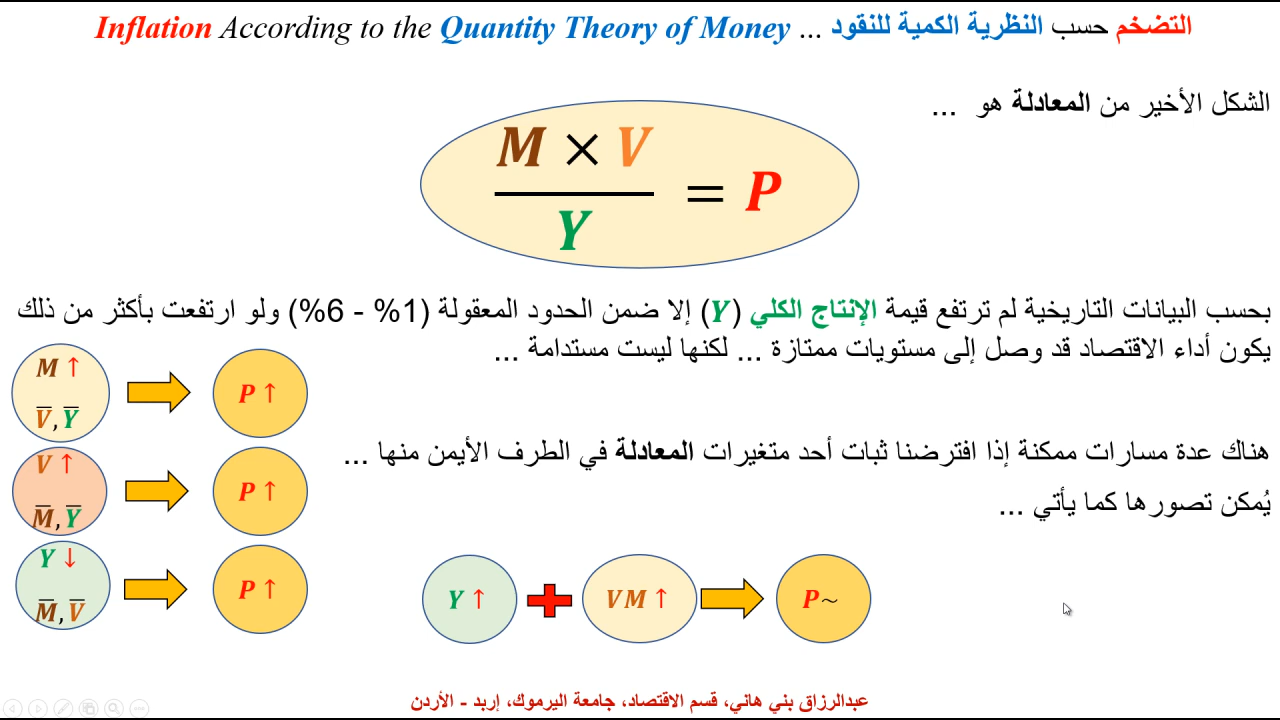 التضخم حسب النظرية الكمية للنقود ... Inflation According to the Quantity Theory of Money
الشكل الأخير من المعادلة هو ...
M × V
Y
= P
بحسب البيانات التاريخية لم ترتفع قيمة الإنتاج الكلي (Y) إلا ضمن الحدود المعقولة (1% - 6%) ولو ارتفعت بأكثر من ذلك
يكون أداء الاقتصاد قد وصل إلى مستويات ممتازة ... لكنها ليست مستدامة ...
M ↑
V̅, Y̅
P ↑
هناك عدة مسارات ممكنة إذا افترضنا ثبات أحد متغيرات المعادلة في الطرف الأيمن منها ...
يُمكن تصورها كما يأتي ...
V ↑
M̅, Y̅
P ↑
Y ↓
M̅, V̅
P ↑
Y ↑
VM ↑
P~
عبدالرزاق بني هاني، قسم الاقتصاد، جامعة اليرموك، إربد - الأردن